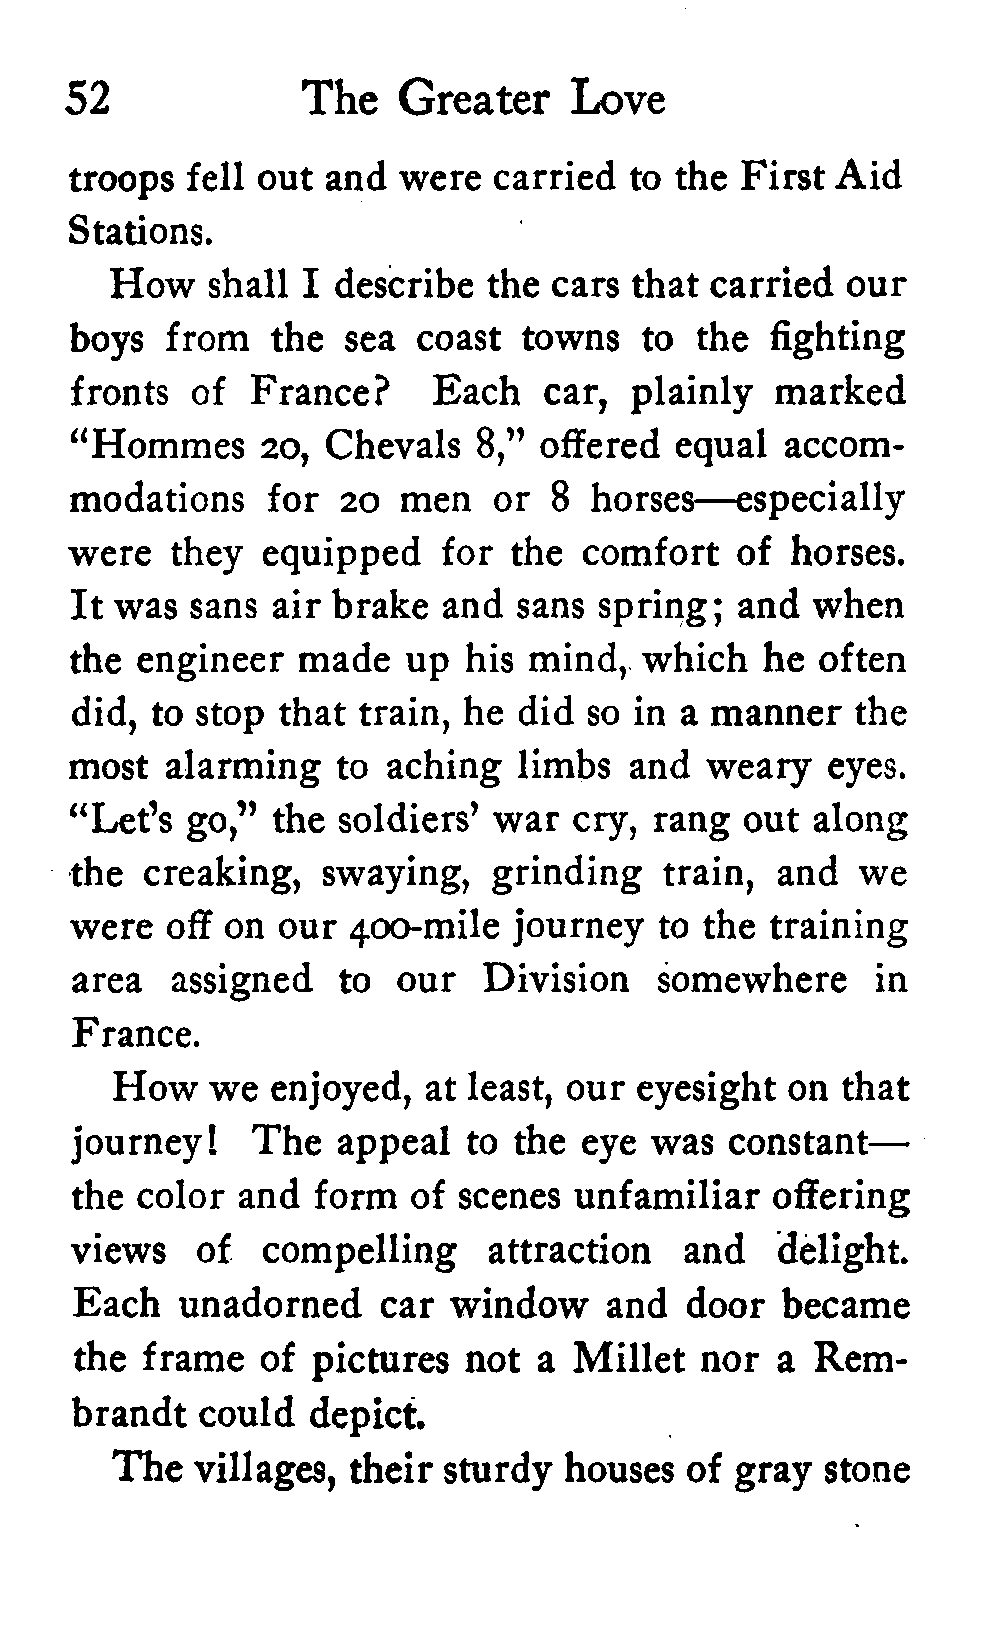 52 The Greater Love
troops fell out and were carried to the First Aid
Stations.
How shall I describe the cars that carried our
boys from the sea coast towns to the fighting
fronts of France? Each car, plainly marked
“Hommes 20, Chevals 8,” offered equal accom-
modations for 20 men or 8 horses—especially
were they equipped for the comfort of horses.
It was sans air brake and sans spring; and when
the engineer made up his mind, which he often
did, to stop that train, he did so in a manner the
most alarming to aching limbs and weary eyes.
“Let’s go,” the soldiers’ war cry, rang out along
the creaking, swaying, grinding train, and we
were off on our 400-mile journey to the training
area assigned to our Division somewhere in
France.
How we enjoyed, at least, our eyesight on that
journey! The appeal to the eye was constant—
the color and form of scenes unfamiliar offering
views of compelling attraction and delight.
Each unadorned car window and door became
the frame of pictures not a Millet nor a Rem-
brandt could depict.
The villages, their sturdy houses of gray stone